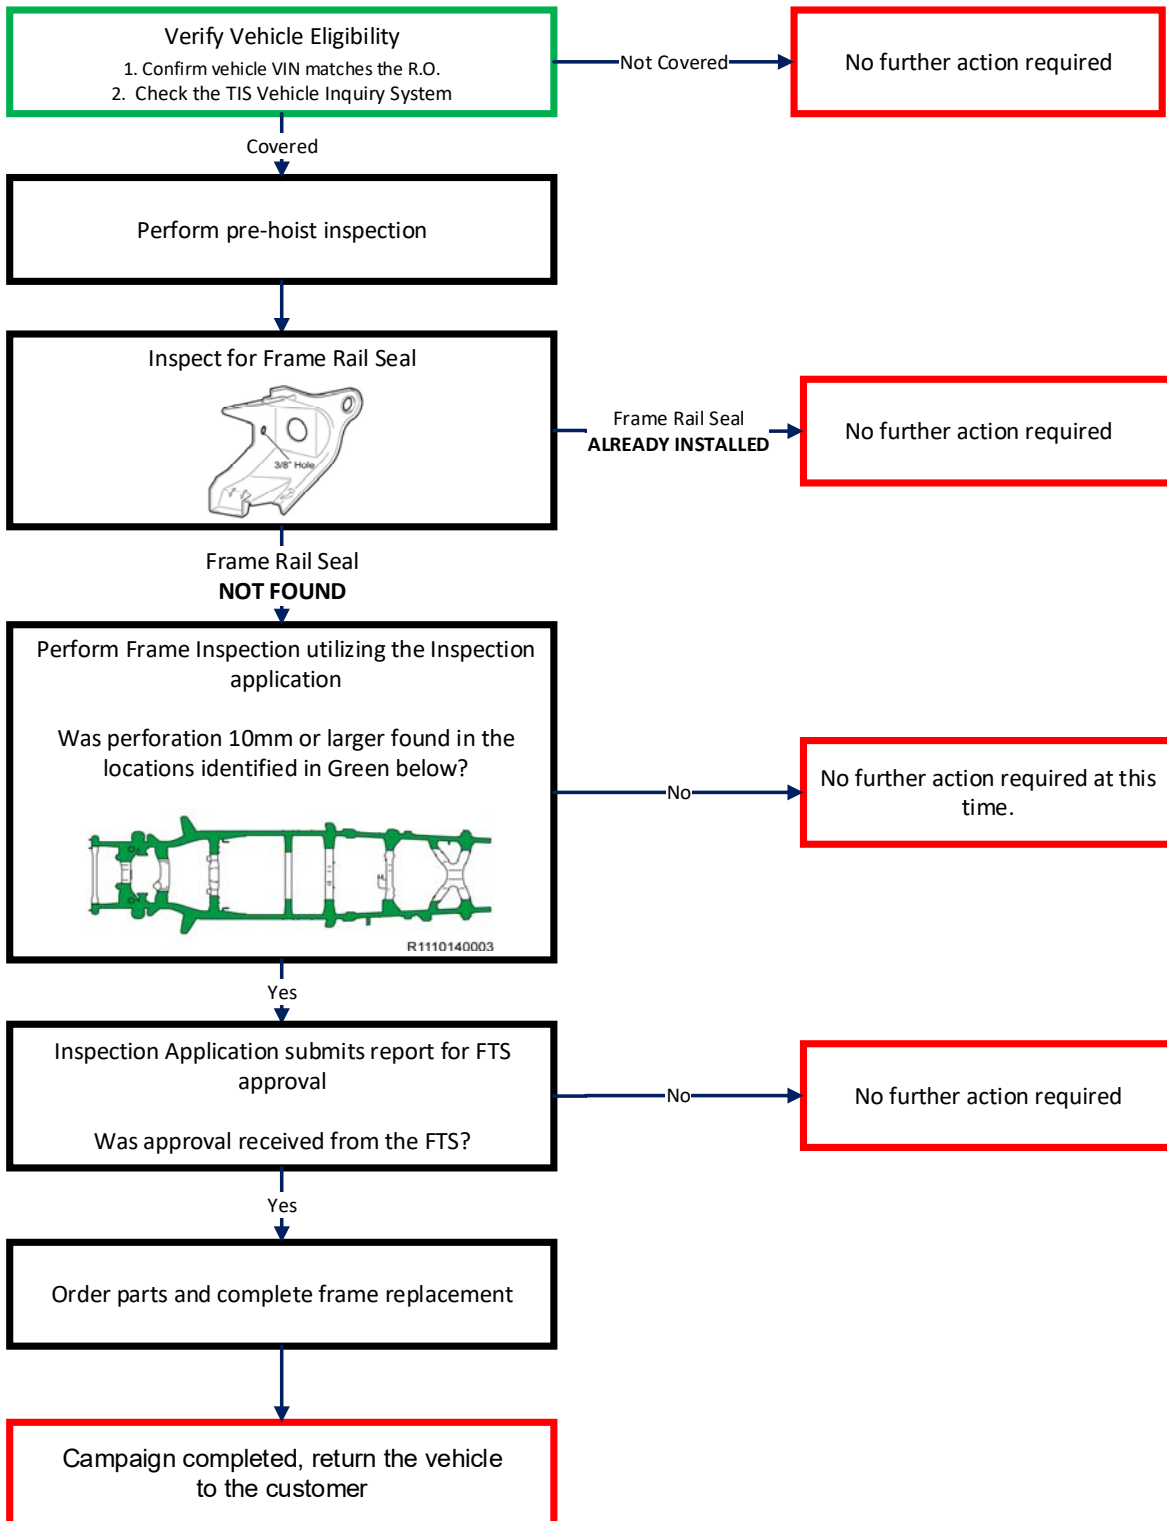 Verify Vehicle Eligibility
1. Confirm vehicle VIN matches the R.O.
2. Check the TIS Vehicle Inquiry System
Not Covered
No further action required
Covered
Perform pre-hoist inspection
Inspect for Frame Rail Seal
3/8" Hole
Frame Rail Seal
ALREADY INSTALLED
No further action required
Frame Rail Seal
NOT FOUND
Perform Frame Inspection utilizing the Inspection
application
Was perforation 10mm or larger found in the
locations identified in Green below?
R1110140003
No
No further action required at this
time.
Yes
Inspection Application submits report for FTS
approval
Was approval received from the FTS?
No
No further action required
Yes
Order parts and complete frame replacement
Campaign completed, return the vehicle
to the customer